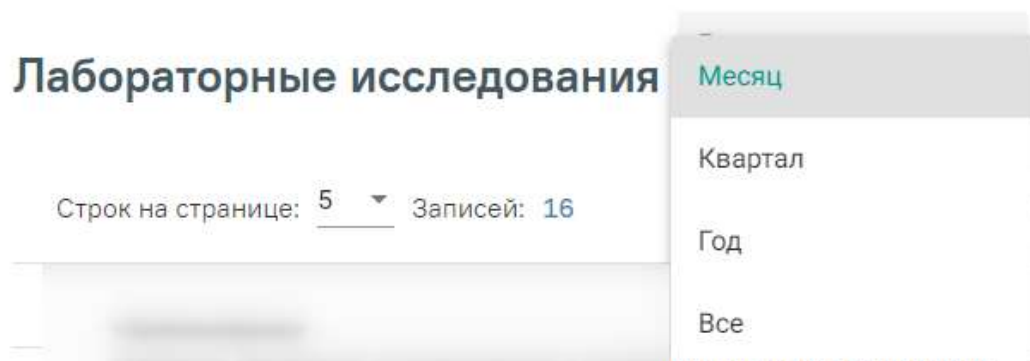 Лабораторные исследования
Месяц
Квартал
Строк на странице: 5 Записей: 16
Год
Все